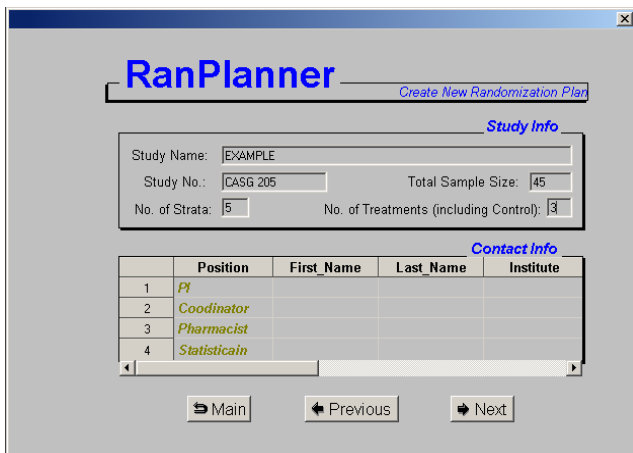 RanPlanner
Create New Randomization Plan
Study Info
Study Name: EXAMPLE
Study No.: CASG 205 Total Sample Size: 45
No. of Strata: 5 No. of Treatments (including Control): 3
Contact Info
Position First_Name Last_Name Institute
1 PI
2 Coodinator
3 Pharmacist
4 Statisticain
Main Previous Next